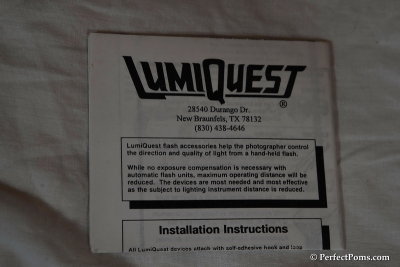 LUMIQUEST®
28540 Durango Dr.
New Braunfels, TX 78132
(830) 438-4646
LumiQuest flash accessories help the photographer control
the direction and quality of light from a hand-held flash.
While no exposure compensation is necessary with
automatic flash units, maximum operating distance will be
reduced. The devices are most needed and most effective
as the subject to lighting instrument distance is reduced.
Installation Instructions
All LumiQuest devices attach with self-adhesive hook and loop
© PerfectPoms.com